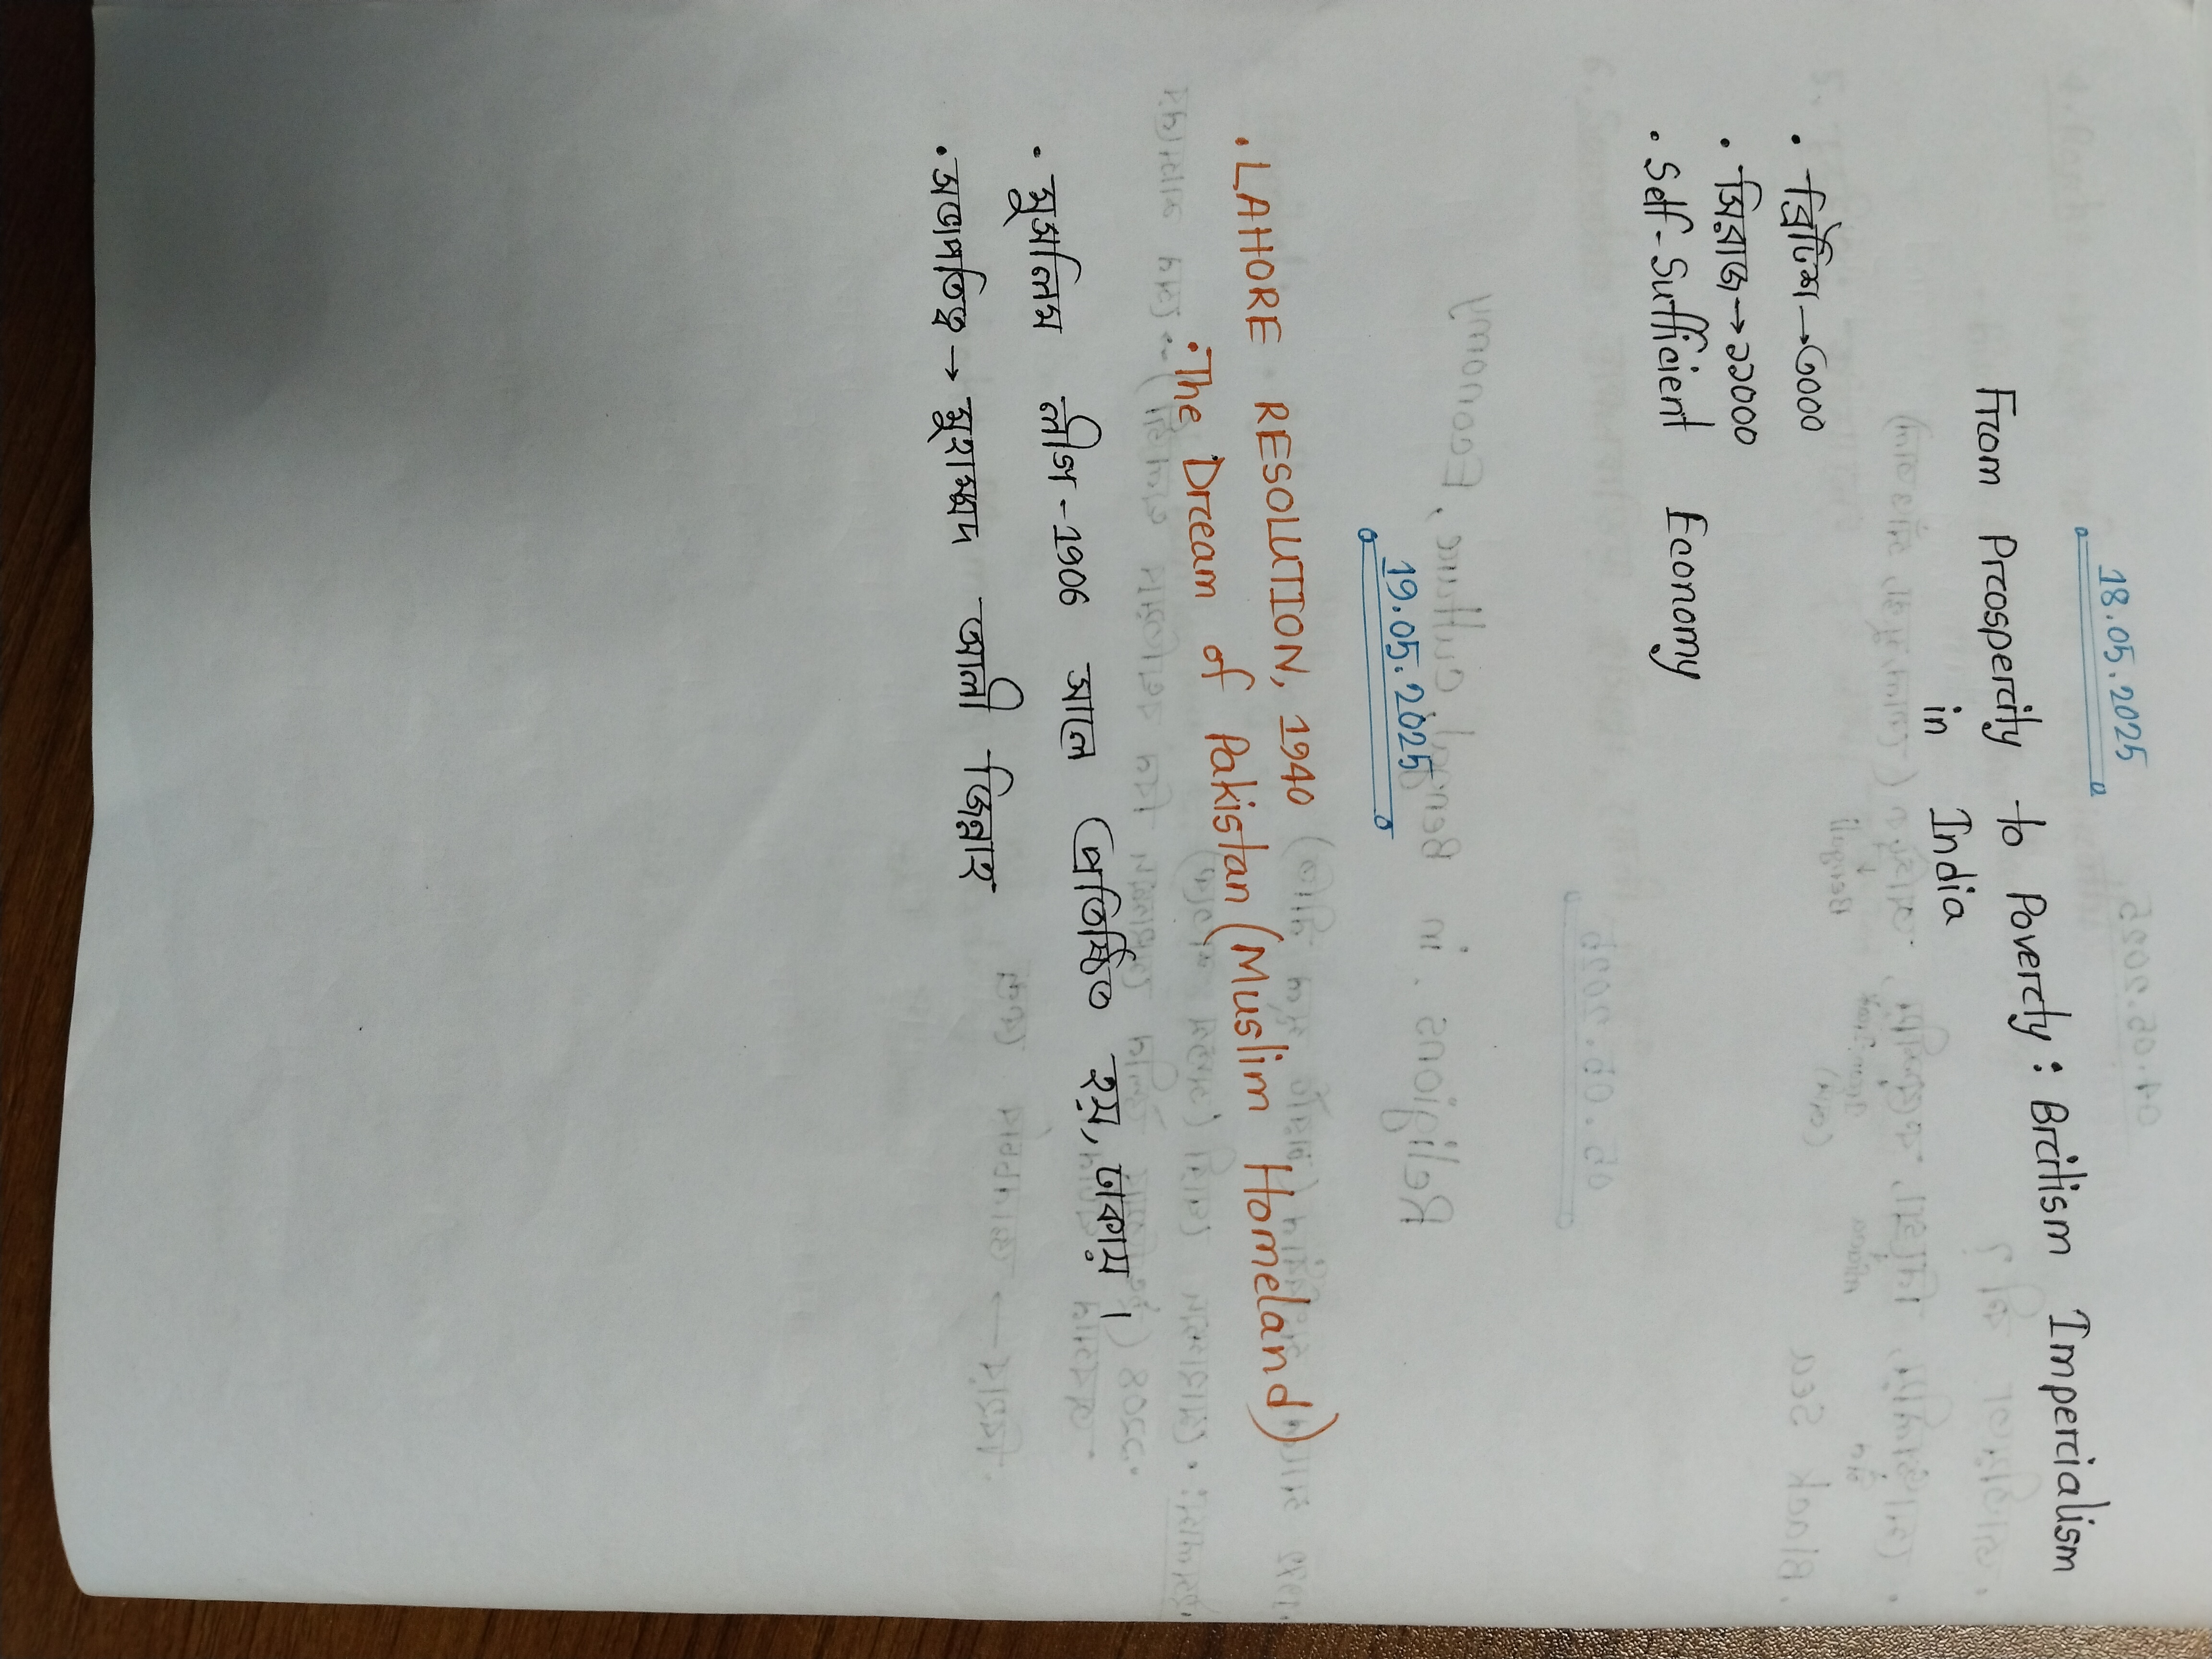 18.05.2025
From Prosperity to Poverty: Britism Imperialism
in India
• ব্রিটিশ → ৩০০০
• সিরাজ → ১১০০০
• Self-Sufficient Economy
19.05.2025
• LAHORE RESOLUTION, 1940
• The Dream of Pakistan (Muslim Homeland)
• মুসলিম লীগ - 1906 সালে প্রতিষ্ঠিত হয়, ঢাকায়।
• সভাপতিত্ব → মুহাম্মদ আলী জিন্নাহ